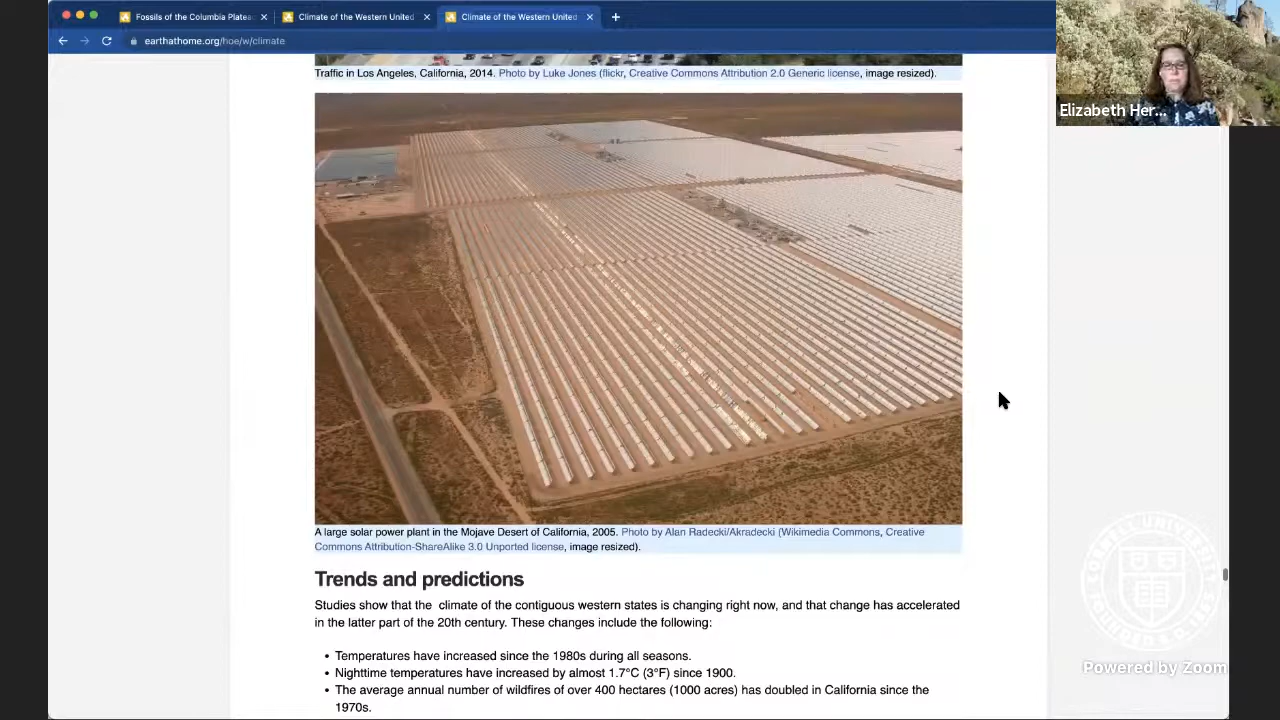 Fossils of the Columbia Platea
Climate of the Western United
Climate of the Western United
earthathome.org/hoe/w/climate
Elizabeth Her...
Traffic in Los Angeles, California, 2014. Photo by Luke Jones (flickr, Creative Commons Attribution 2.0 Generic license, image resized).
A large solar power plant in the Mojave Desert of California, 2005. Photo by Alan Radecki/Akradecki (Wikimedia Commons, Creative
Commons Attribution-ShareAlike 3.0 Unported license, image resized).
Trends and predictions
Studies show that the climate of the contiguous western states is changing right now, and that change has accelerated
in the latter part of the 20th century. These changes include the following:
• Temperatures have increased since the 1980s during all seasons.
• Nighttime temperatures have increased by almost 1.7°C (3°F) since 1900.
• The average annual number of wildfires of over 400 hectares (1000 acres) has doubled in California since the
1970s.
CORNELL UNIVERSITY
Powered by Zoom